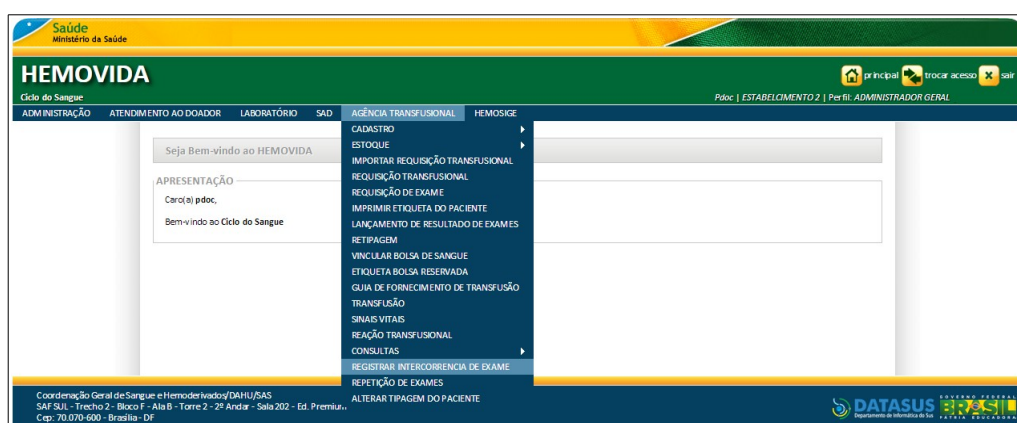 Saúde
Ministério da Saúde
HEMOVIDA
principal trocar acesso sair
Ciclo do Sangue
Pdoc | ESTABELCIMENTO 2 | Perfil: ADMINISTRADOR GERAL
ADMINISTRAÇÃO ATENDIMENTO AO DOADOR LABORATÓRIO SAD AGÊNCIA TRANSFUSIONAL HEMOSIGE
CADASTRO
ESTOQUE
IMPORTAR REQUISIÇÃO TRANSFUSIONAL
REQUISIÇÃO TRANSFUSIONAL
REQUISIÇÃO DE EXAME
IMPRIMIR ETIQUETA DO PACIENTE
LANÇAMENTO DE RESULTADO DE EXAMES
RETIPAGEM
VINCULAR BOLSA DE SANGUE
ETIQUETA BOLSA RESERVADA
GUIA DE FORNECIMENTO DE TRANSFUSÃO
TRANSFUSÃO
SINAIS VITAIS
REAÇÃO TRANSFUSIONAL
CONSULTAS
REGISTRAR INTERCORRENCIA DE EXAME
REPETIÇÃO DE EXAMES
ALTERAR TIPAGEM DO PACIENTE
Seja Bem-vindo ao HEMOVIDA
APRESENTAÇÃO
Caro(a) pdoc,
Bem-vindo ao Ciclo do Sangue
Coordenação Geral de Sangue e Hemoderivados/DAHU/SAS
SAF SUL - Trecho 2 - Bloco F - Ala B - Torre 2 - 2º Andar - Sala 202 - Ed. Premium,
Cep: 70.070-600 - Brasília - DF
DATASUS
Departamento de Informática do Sus
GOVERNO FEDERAL
BRASIL
PÁTRIA EDUCADORA